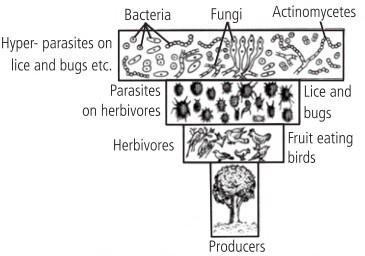 Bacteria Fungi Actinomycetes
Hyper- parasites on
lice and bugs etc.
Parasites
on herbivores
Lice and
bugs
Herbivores
Fruit eating
birds
Producers